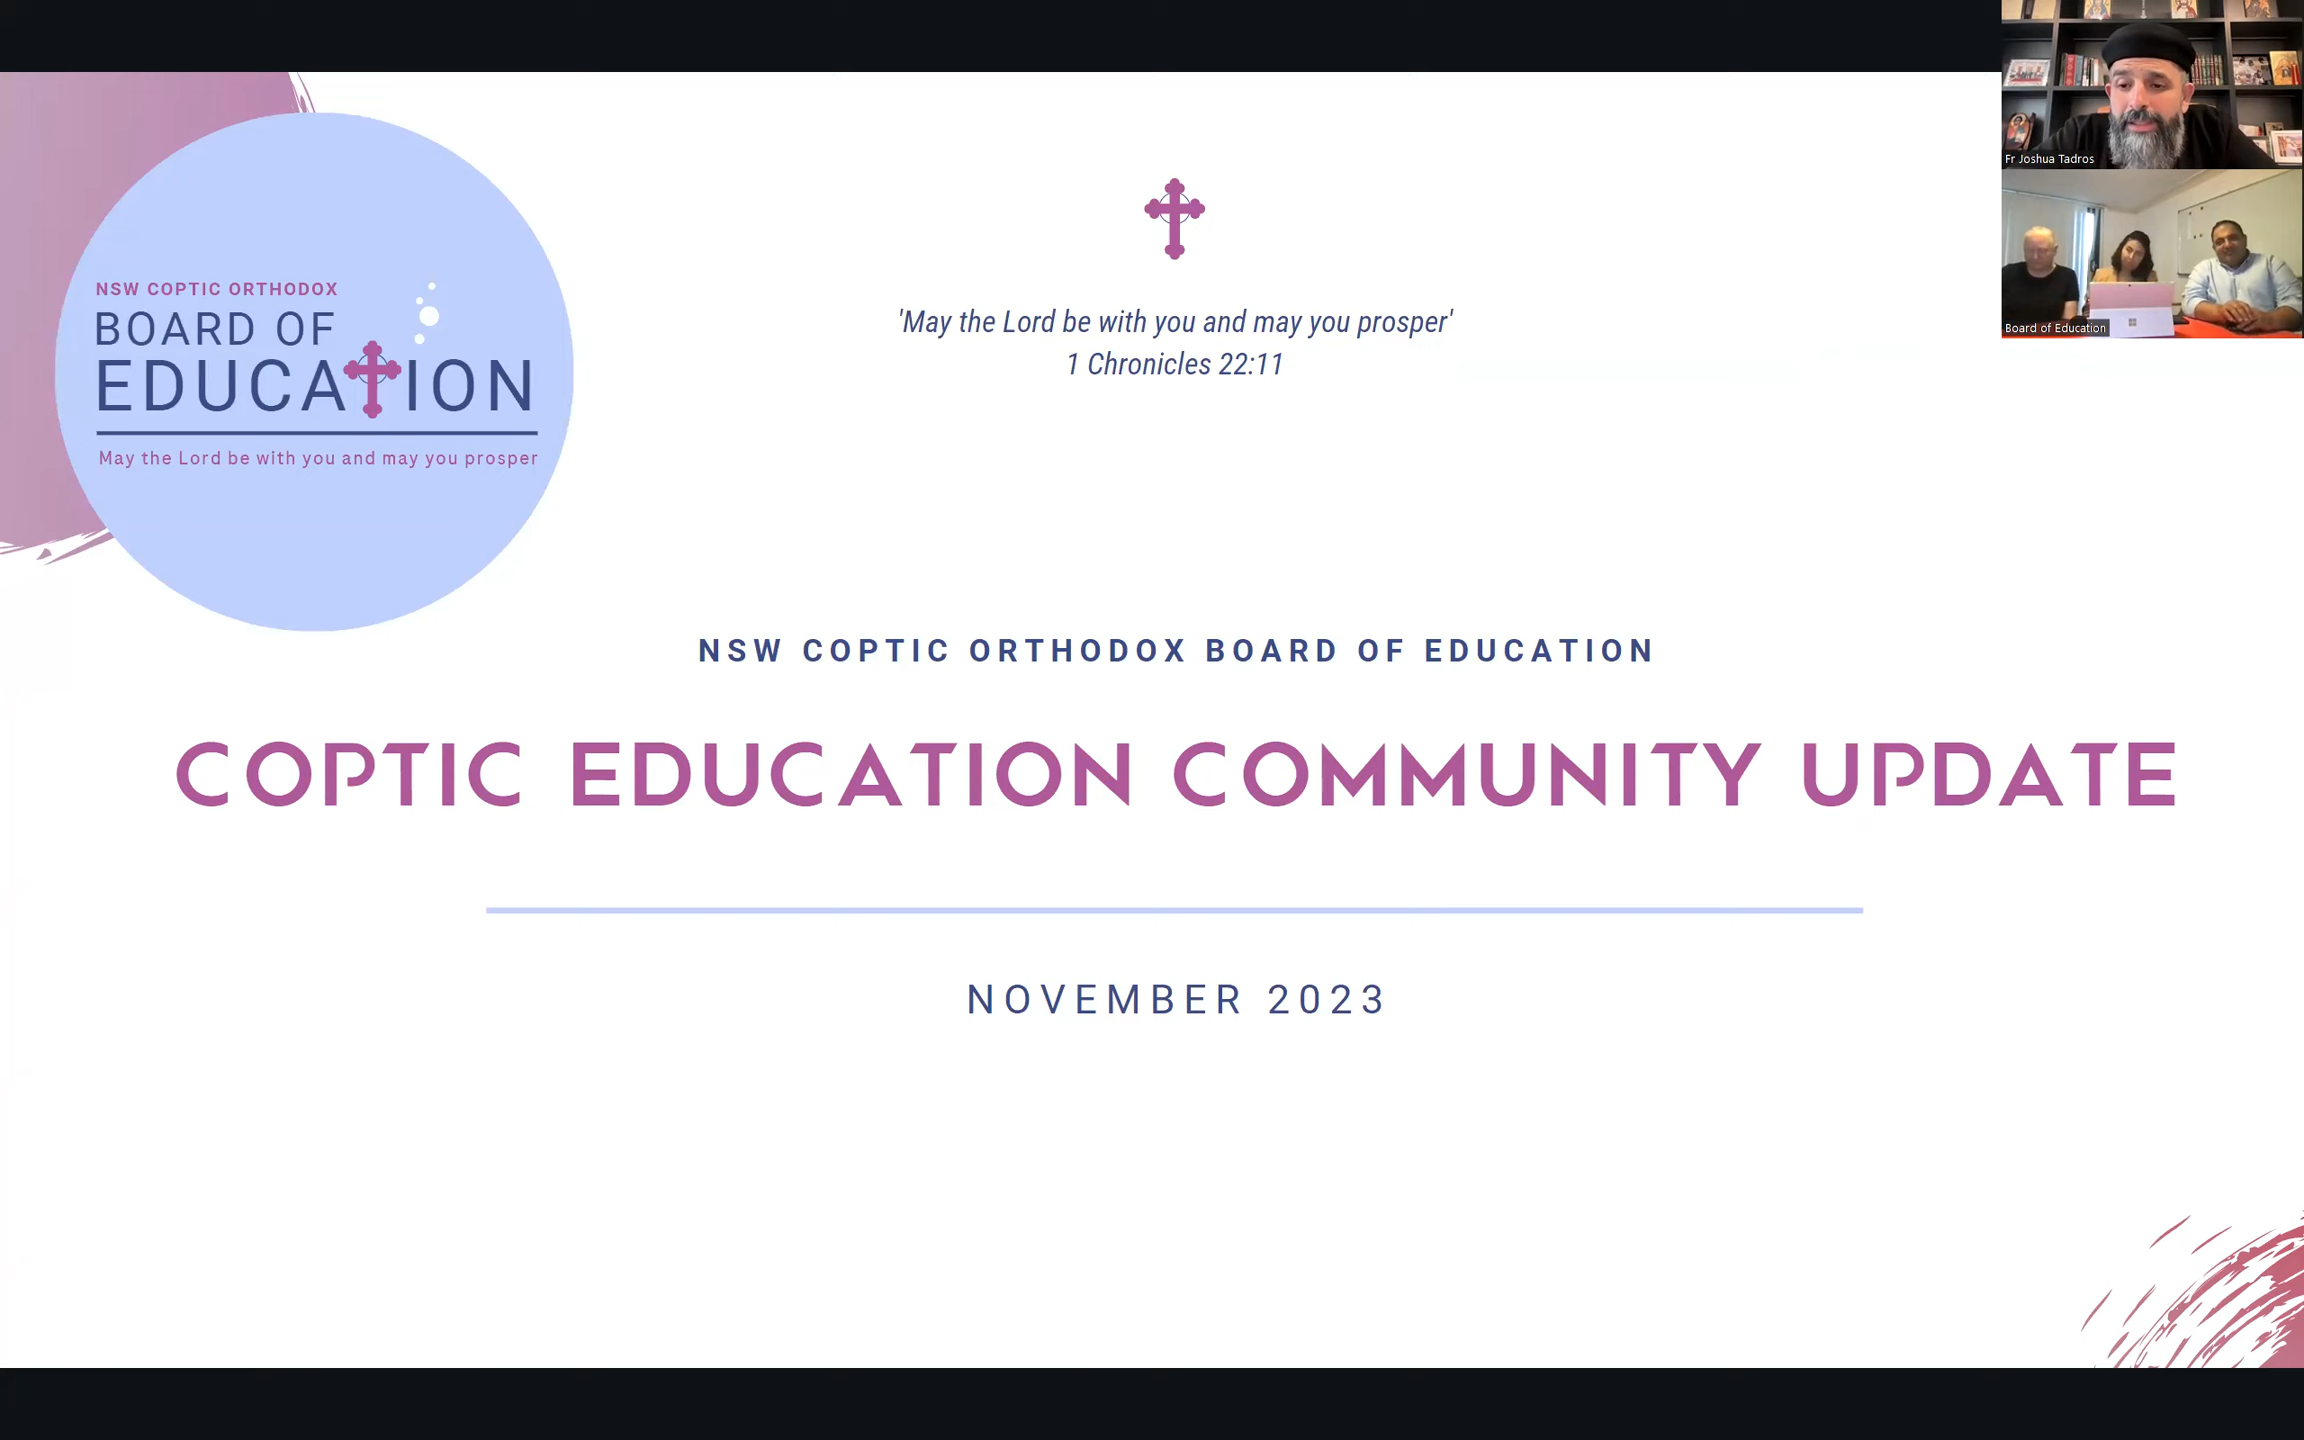 NSW COPTIC ORTHODOX
BOARD OF
EDUCATION
May the Lord be with you and may you prosper
'May the Lord be with you and may you prosper'
1 Chronicles 22:11
NSW COPTIC ORTHODOX BOARD OF EDUCATION
COPTIC EDUCATION COMMUNITY UPDATE
NOVEMBER 2023
Fr Joshua Tadros
Board of Education